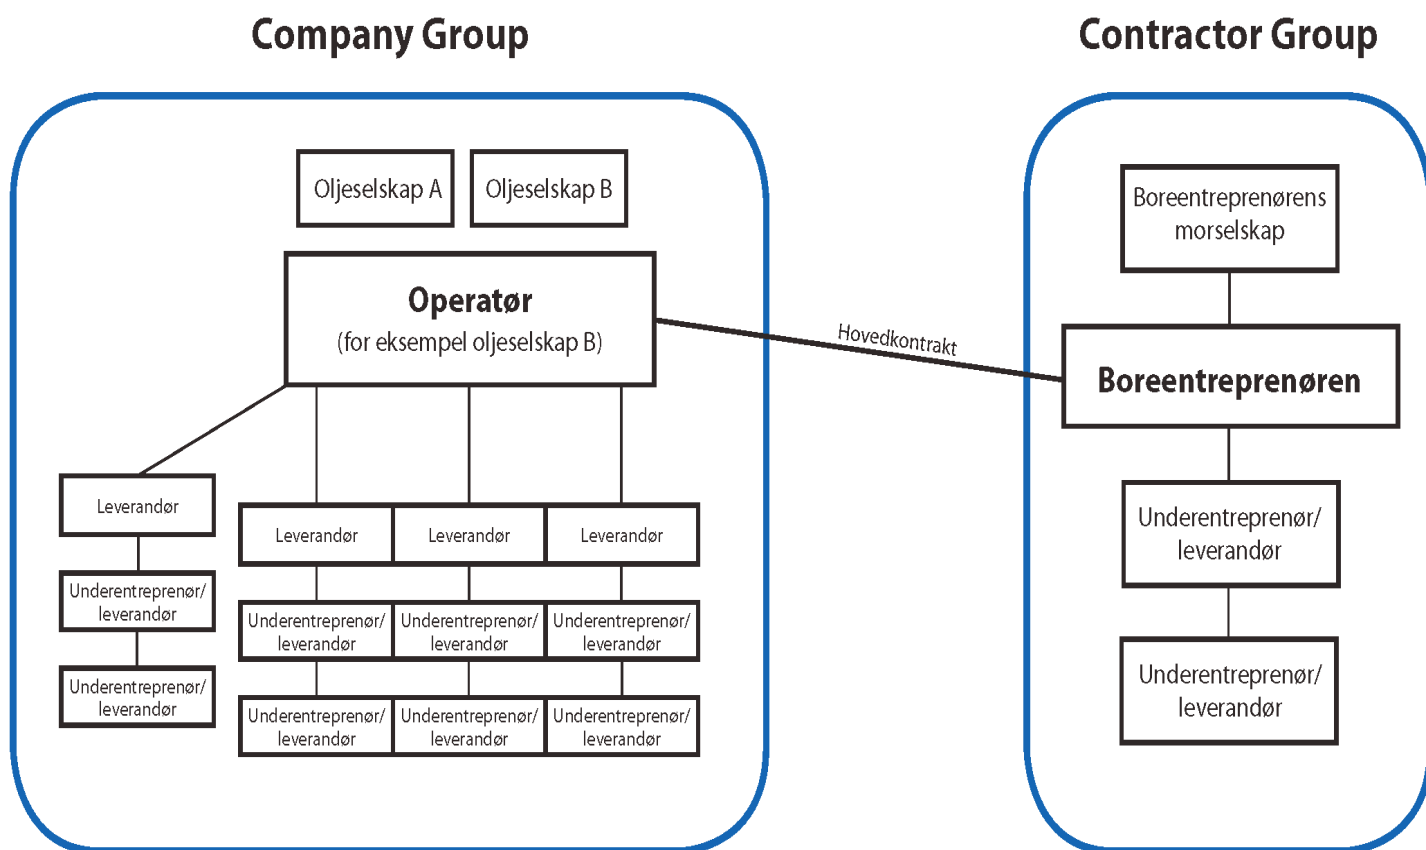 Company Group
Contractor Group
Oljeselskap A
Oljeselskap B
Operatør
(for eksempel oljeselskap B)
Hovedkontrakt
Boreentreprenørens
morselskap
Boreentreprenøren
Underentreprenør/
leverandør
Underentreprenør/
leverandør
Leverandør
Underentreprenør/
leverandør
Underentreprenør/
leverandør
Leverandør
Leverandør
Leverandør
Underentreprenør/
leverandør
Underentreprenør/
leverandør
Underentreprenør/
leverandør
Underentreprenør/
leverandør
Underentreprenør/
leverandør
Underentreprenør/
leverandør